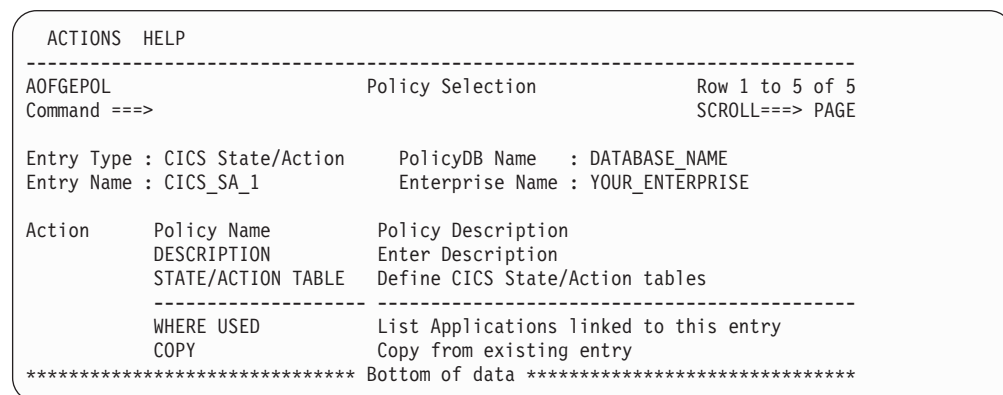 ACTIONS HELP
--------------------------------------------------------------------------------
AOFGEPOL Policy Selection Row 1 to 5 of 5
Command ===> SCROLL===> PAGE
Entry Type : CICS State/Action PolicyDB Name : DATABASE_NAME
Entry Name : CICS_SA_1 Enterprise Name : YOUR_ENTERPRISE
Action Policy Name Policy Description
DESCRIPTION Enter Description
STATE/ACTION TABLE Define CICS State/Action tables
-------------------- ---------------------------------------------
WHERE USED List Applications linked to this entry
COPY Copy from existing entry
******************************* Bottom of data *******************************